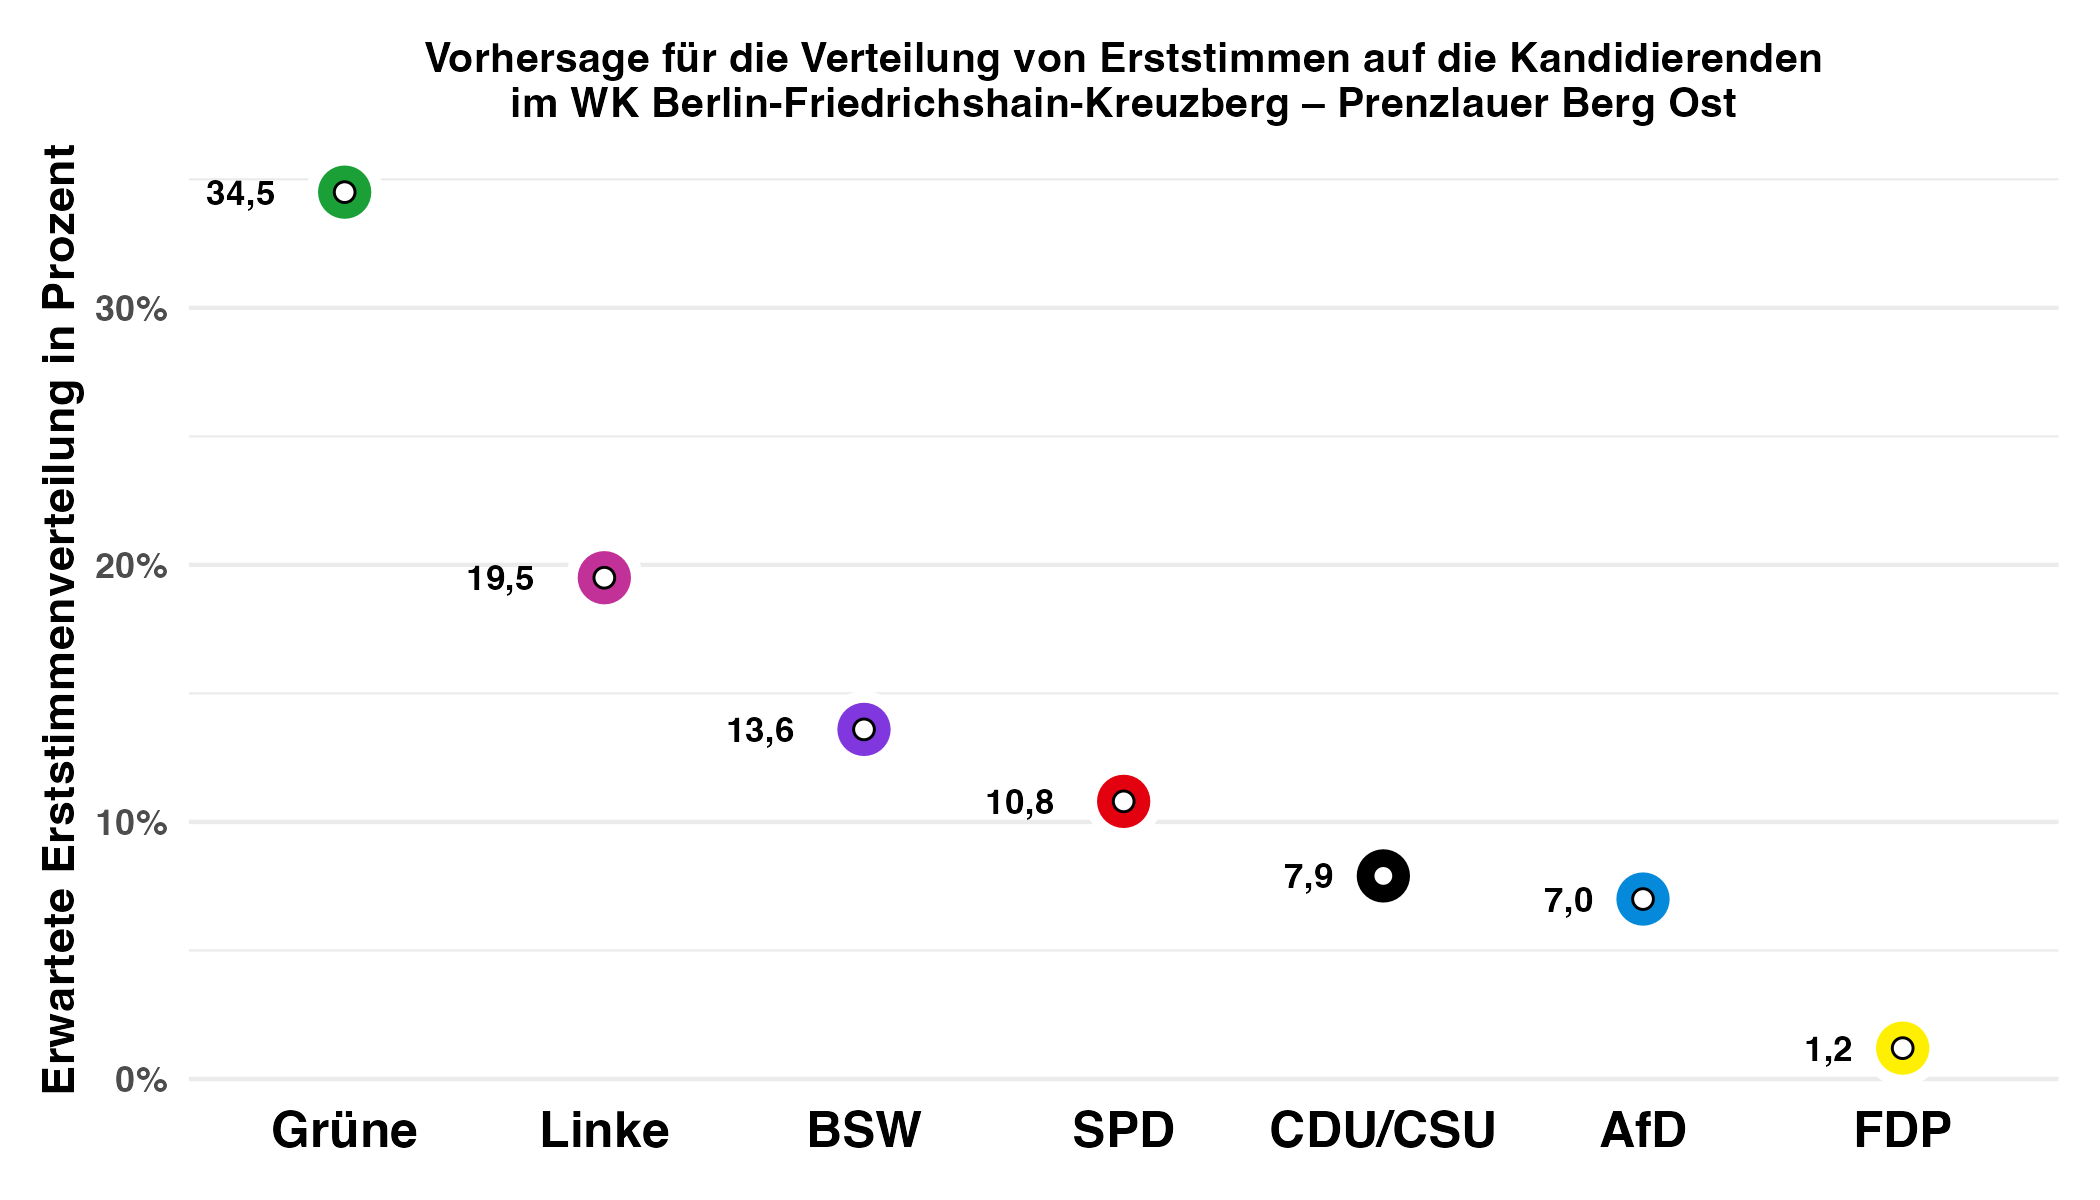 Vorhersage für die Verteilung von Erststimmen auf die Kandidierenden
im WK Berlin-Friedrichshain-Kreuzberg – Prenzlauer Berg Ost
Erwartete Erststimmenverteilung in Prozent
30%
20%
10%
0%
34,5
19,5
13,6
10,8
7,9
7,0
1,2
Grüne
Linke
BSW
SPD
CDU/CSU
AfD
FDP